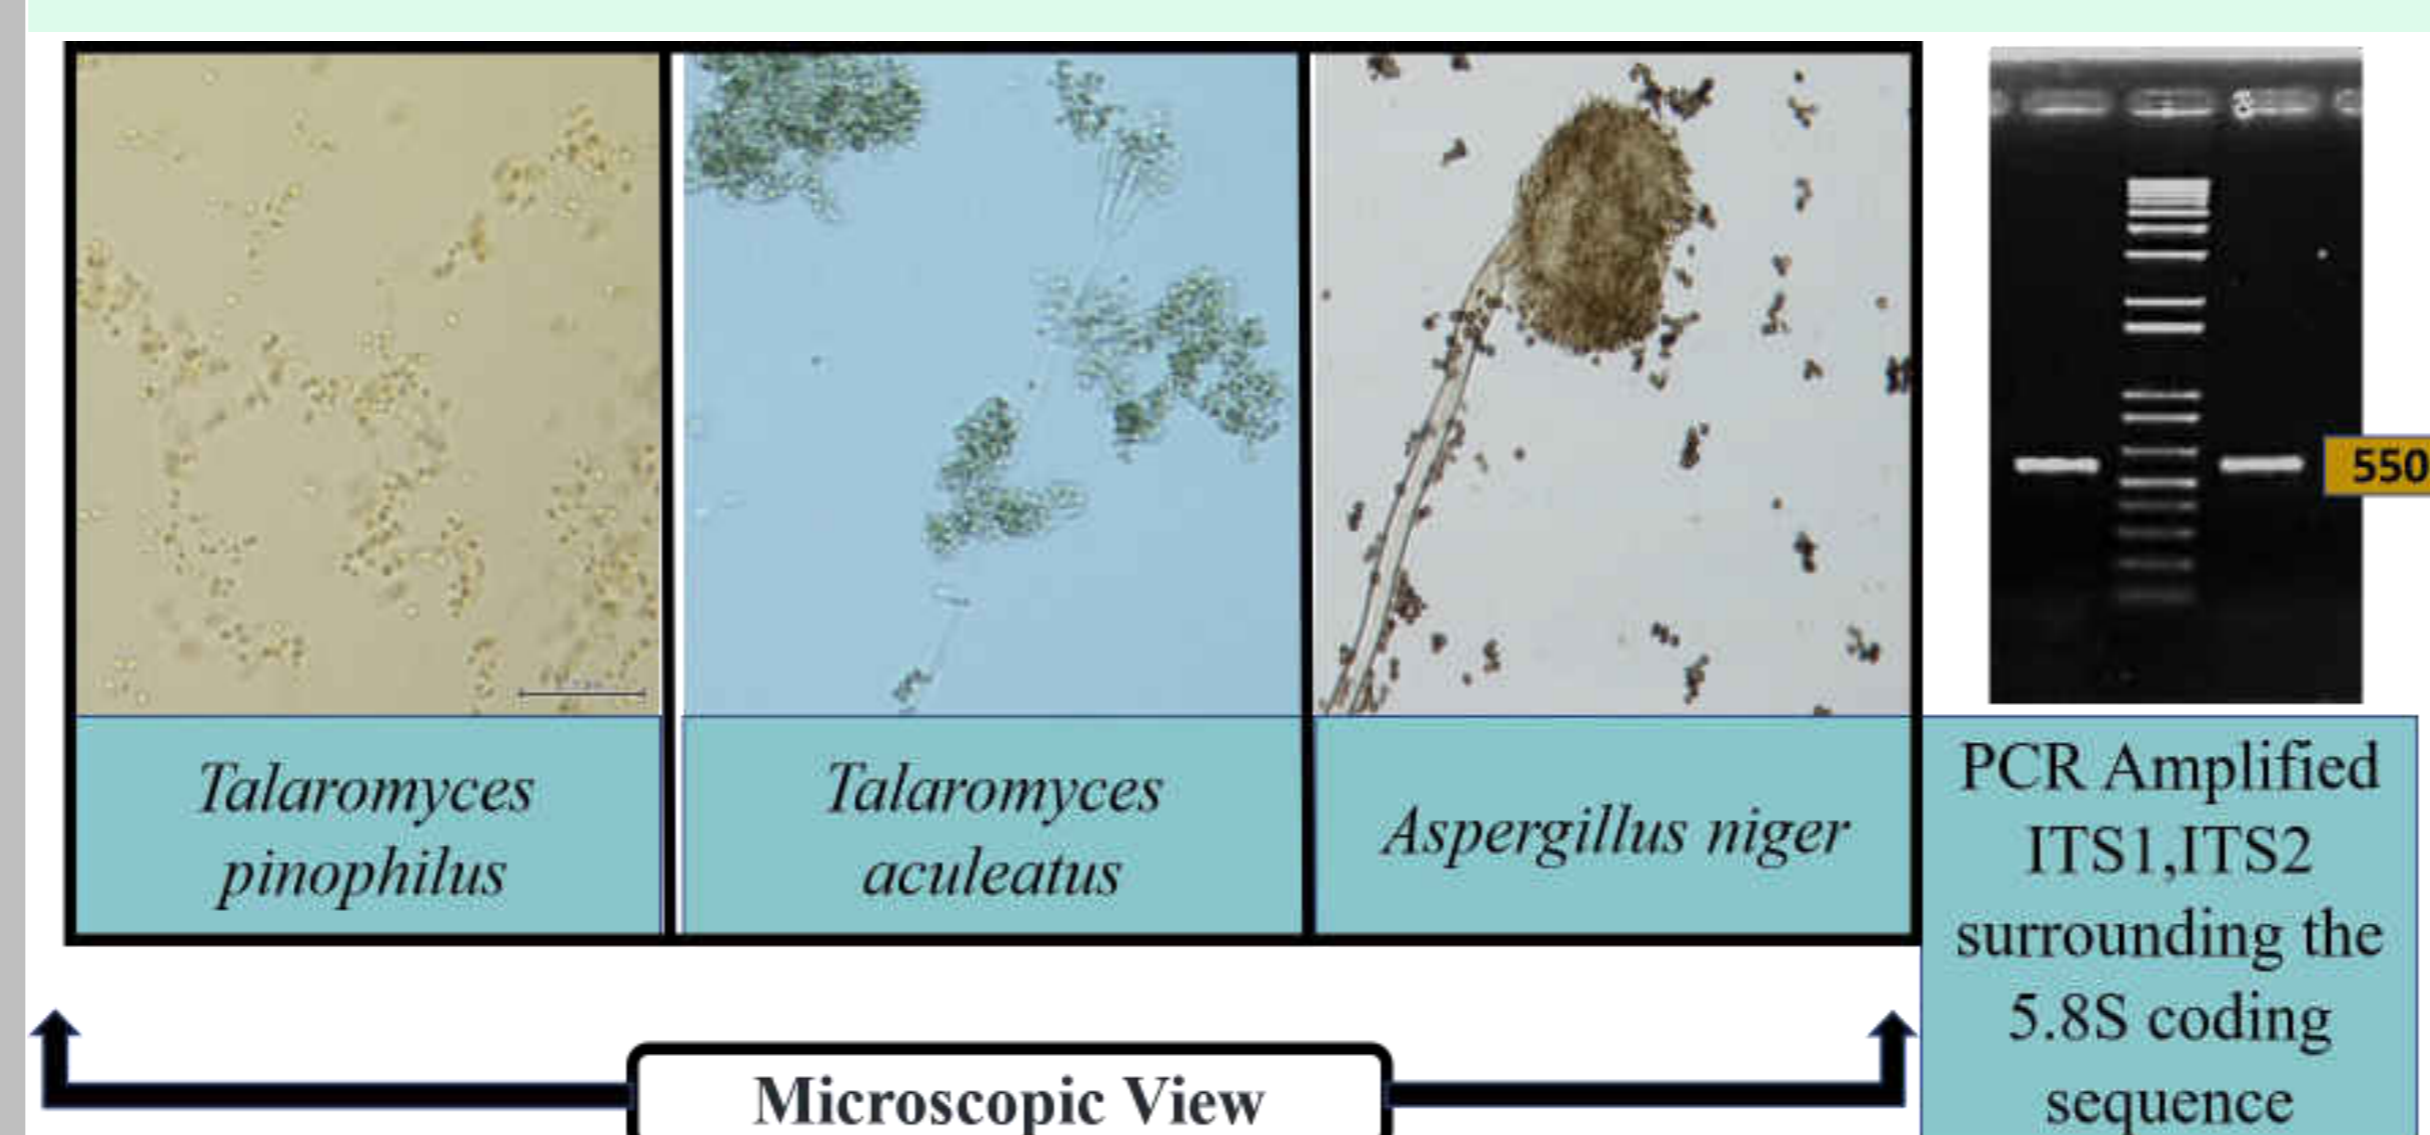 Talaromyces
pinophilus
Talaromyces
aculeatus
Aspergillus niger
550
PCR Amplified
ITS1,ITS2
surrounding the
5.8S coding
sequence
Microscopic View